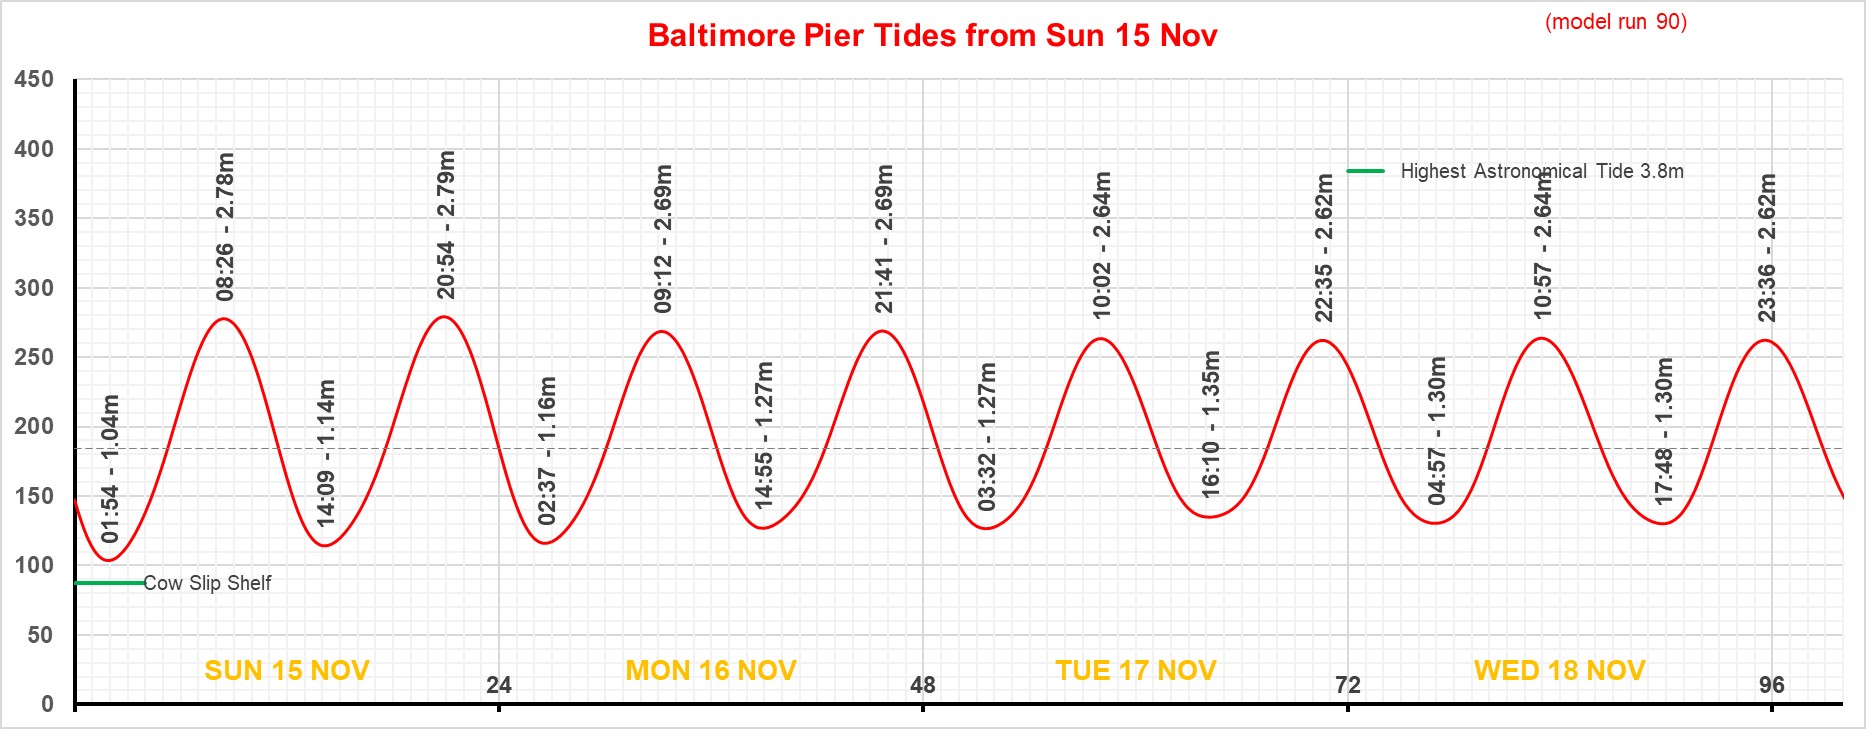 Baltimore Pier Tides from Sun 15 Nov
(model run 90)
450
400
350
300
250
200
150
100
50
0
01:54 - 1.04m
08:26 - 2.78m
14:09 - 1.14m
20:54 - 2.79m
02:37 - 1.16m
09:12 - 2.69m
14:55 - 1.27m
21:41 - 2.69m
03:32 - 1.27m
10:02 - 2.64m
16:10 - 1.35m
22:35 - 2.62m
04:57 - 1.30m
10:57 - 2.64m
17:48 - 1.30m
23:36 - 2.62m
Highest Astronomical Tide 3.8m
Cow Slip Shelf
SUN 15 NOV
MON 16 NOV
TUE 17 NOV
WED 18 NOV
24
48
72
96